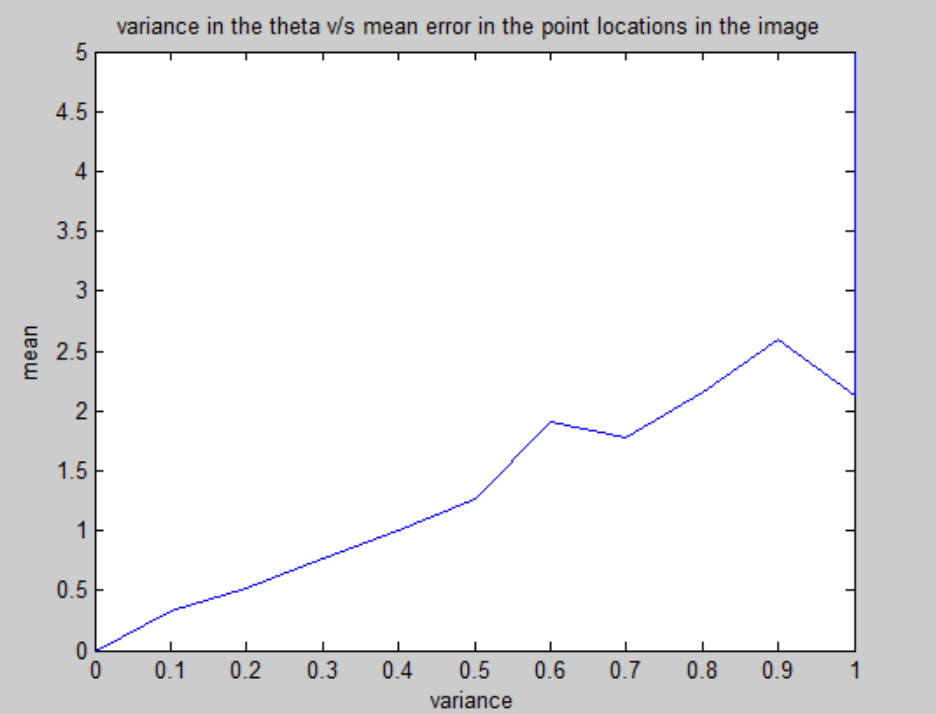 variance in the theta v/s mean error in the point locations in the image
5
4.5
4
3.5
3
2.5
2
1.5
1
0.5
0
mean
0 0.1 0.2 0.3 0.4 0.5 0.6 0.7 0.8 0.9 1
variance